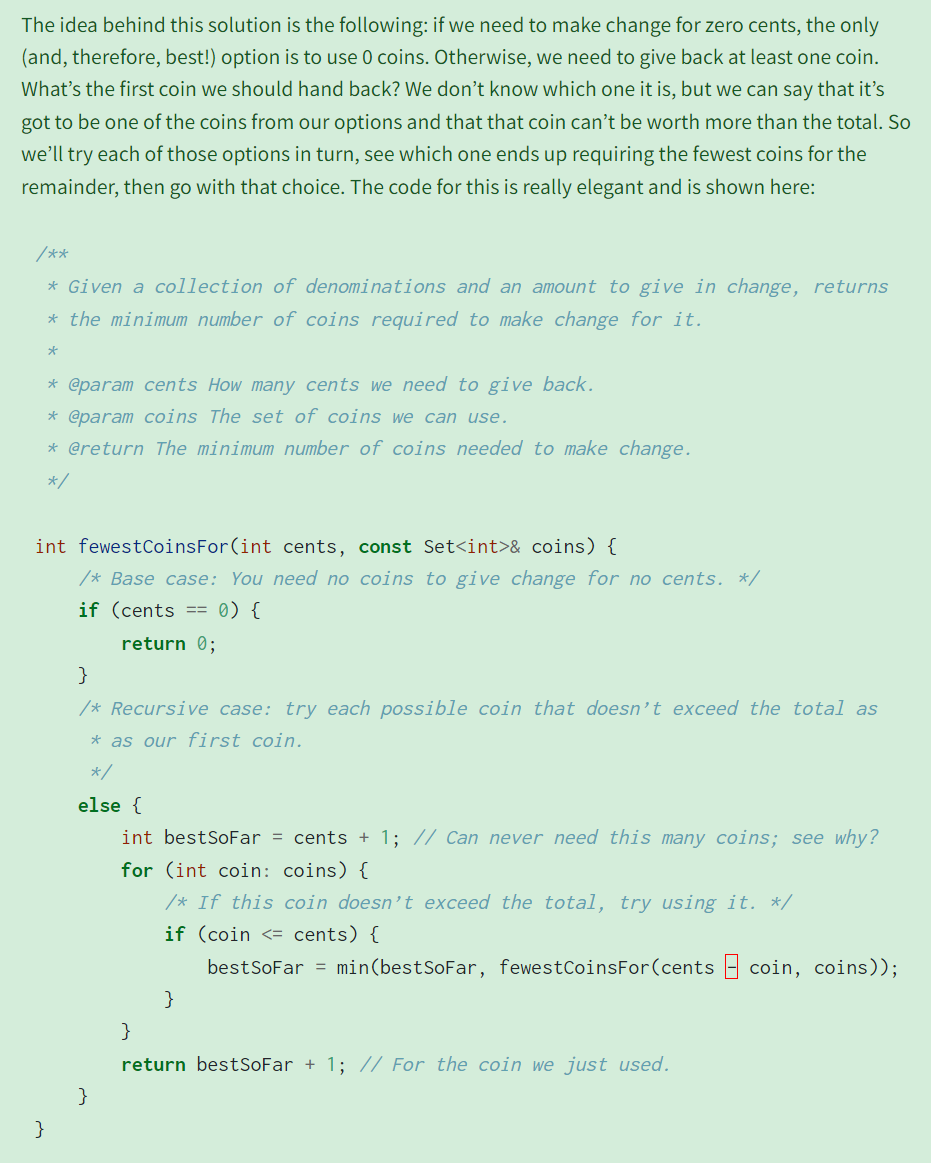 The idea behind this solution is the following: if we need to make change for zero cents, the only
(and, therefore, best!) option is to use 0 coins. Otherwise, we need to give back at least one coin.
What’s the first coin we should hand back? We don’t know which one it is, but we can say that it’s
got to be one of the coins from our options and that that coin can’t be worth more than the total. So
we’ll try each of those options in turn, see which one ends up requiring the fewest coins for the
remainder, then go with that choice. The code for this is really elegant and is shown here:
/**
 * Given a collection of denominations and an amount to give in change, returns
 * the minimum number of coins required to make change for it.
 *
 * @param cents How many cents we need to give back.
 * @param coins The set of coins we can use.
 * @return The minimum number of coins needed to make change.
 */
int fewestCoinsFor(int cents, const Set<int>& coins) {
    /* Base case: You need no coins to give change for no cents. */
    if (cents == 0) {
        return 0;
    }
    /* Recursive case: try each possible coin that doesn’t exceed the total as
     * as our first coin.
     */
    else {
        int bestSoFar = cents + 1; // Can never need this many coins; see why?
        for (int coin: coins) {
            /* If this coin doesn’t exceed the total, try using it. */
            if (coin <= cents) {
                bestSoFar = min(bestSoFar, fewestCoinsFor(cents - coin, coins));
            }
        }
        return bestSoFar + 1; // For the coin we just used.
    }
}